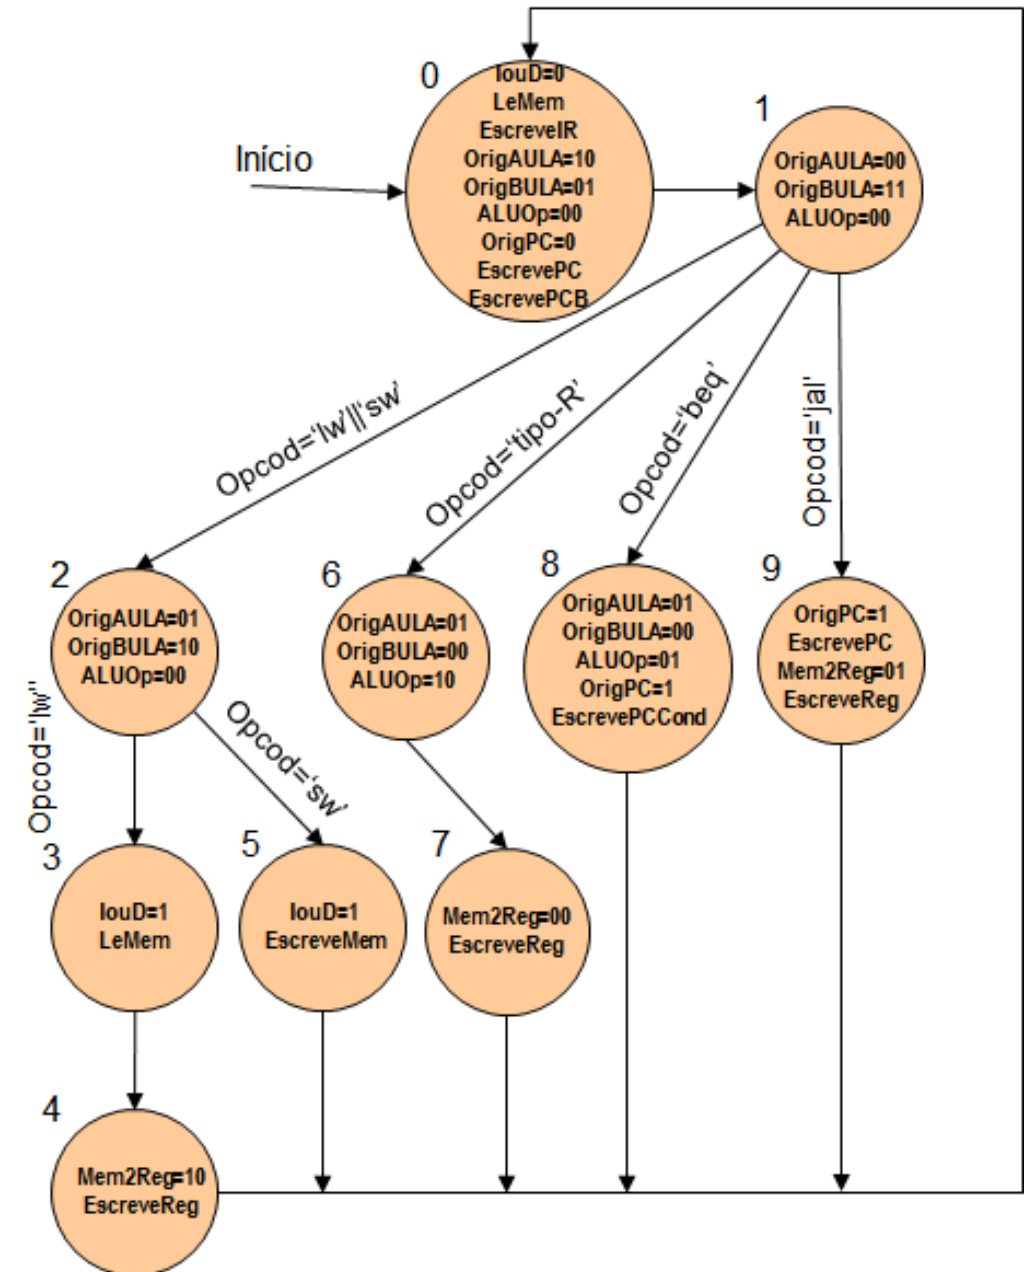 0
IouD=0
LeMem
EscreveIR
OrigAULA=10
OrigBULA=01
ALUOp=00
OrigPC=0
EscrevePC
EscrevePCB
Início
1
OrigAULA=00
OrigBULA=11
ALUOp=00
Opcod='lw'||'sw'
Opcod='tipo-R'
Opcod='beq'
Opcod='jal'
2
OrigAULA=01
OrigBULA=10
ALUOp=00
6
OrigAULA=01
OrigBULA=00
ALUOp=10
8
OrigAULA=01
OrigBULA=00
ALUOp=01
OrigPC=1
EscrevePCCond
9
OrigPC=1
EscrevePC
Mem2Reg=01
EscreveReg
Opcod='lw''
Opcod='sw'
3
IouD=1
LeMem
5
IouD=1
EscreveMem
7
Mem2Reg=00
EscreveReg
4
Mem2Reg=10
EscreveReg